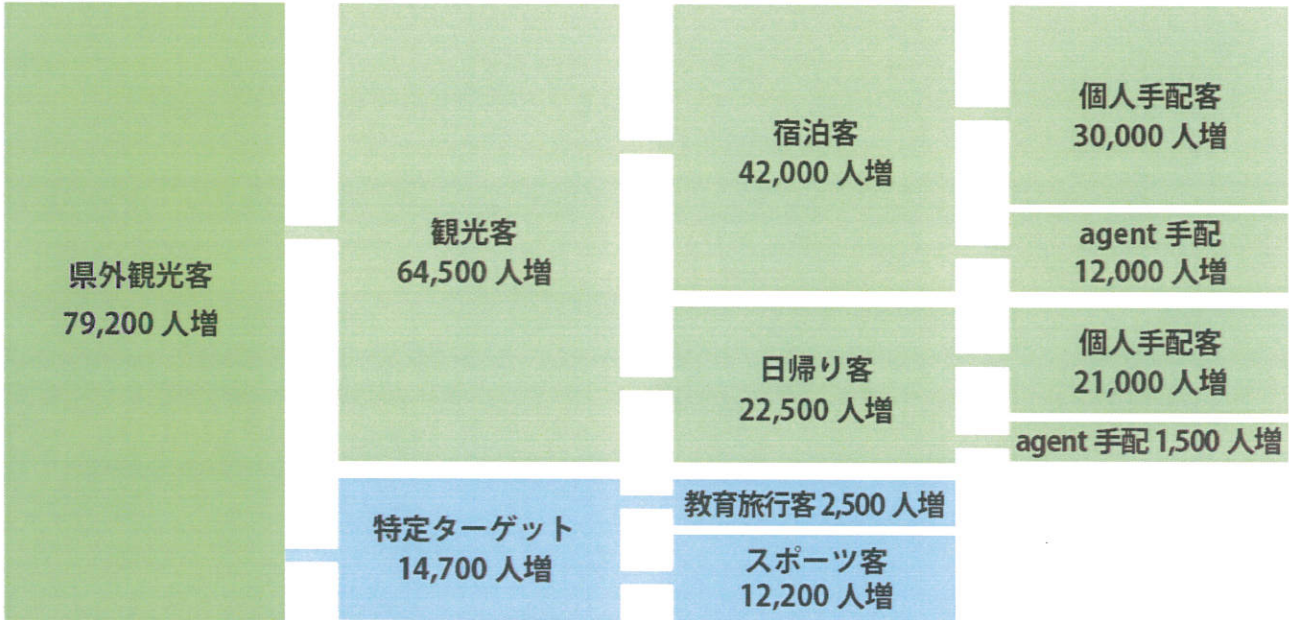 県外観光客
79,200 人増
観光客
64,500 人増
宿泊客
42,000 人増
個人手配客
30,000 人増
agent 手配
12,000 人増
日帰り客
22,500 人増
個人手配客
21,000 人増
agent 手配 1,500 人増
特定ターゲット
14,700 人増
教育旅行客 2,500 人増
スポーツ客
12,200 人増